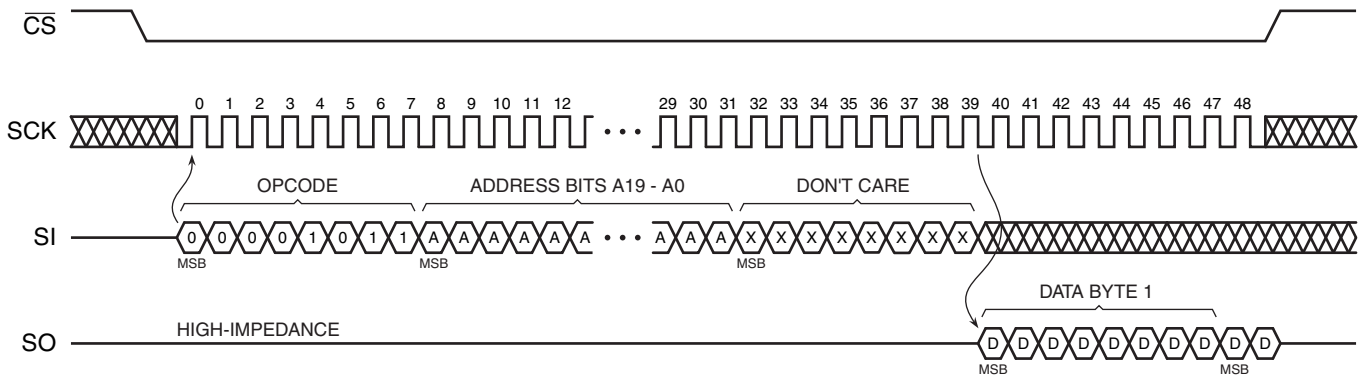 CS
0 1 2 3 4 5 6 7 8 9 10 11 12 29 30 31 32 33 34 35 36 37 38 39 40 41 42 43 44 45 46 47 48
SCK
OPCODE ADDRESS BITS A19 - A0 DON'T CARE
SI 0 0 0 0 1 0 1 1 A A A A A A A A A X X X X X X X X
MSB MSB MSB
DATA BYTE 1
HIGH-IMPEDANCE
SO D D D D D D D D D D
MSB MSB